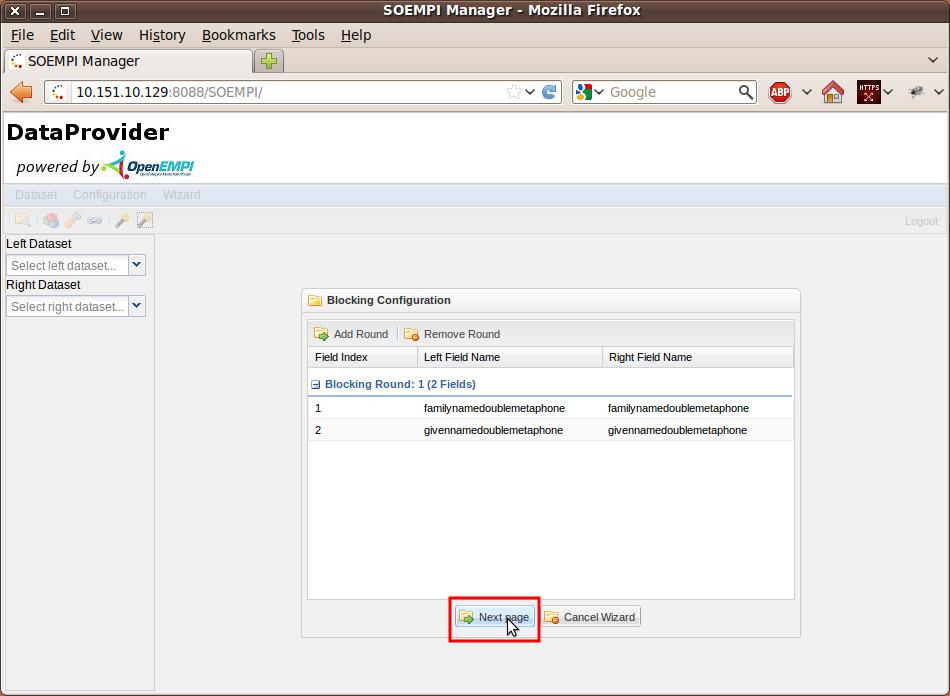 SOEMPI Manager - Mozilla Firefox
File Edit View History Bookmarks Tools Help
SOEMPI Manager
10.151.10.129:8088/SOEMPI/ Google ABP HTTPS
DataProvider
powered by OpenEMPI
Dataset Configuration Wizard
Logout
Left Dataset
Select left dataset...
Right Dataset
Select right dataset...
Blocking Configuration
Add Round Remove Round
Field Index Left Field Name Right Field Name
Blocking Round: 1 (2 Fields)
1 familynamedoublemetaphone familynamedoublemetaphone
2 givennamedoublemetaphone givennamedoublemetaphone
Next page Cancel Wizard